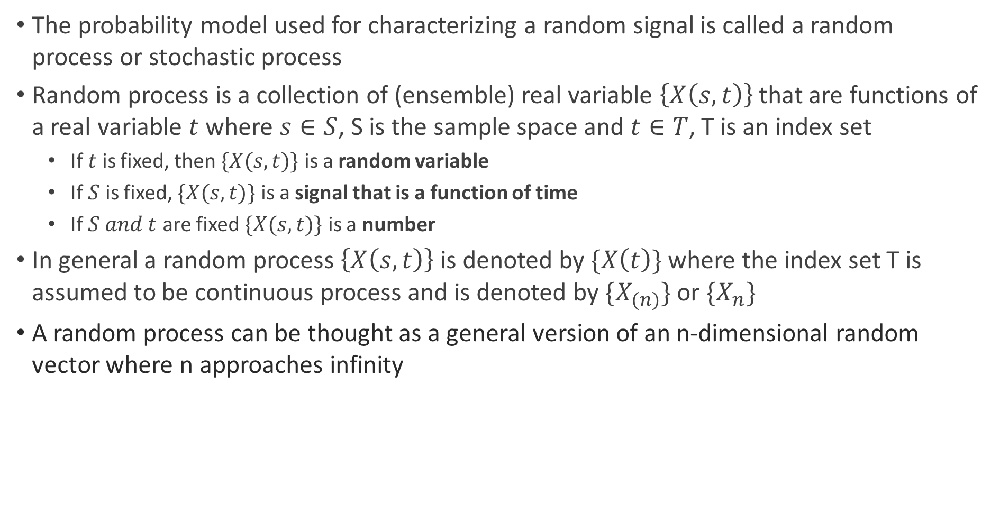 • The probability model used for characterizing a random signal is called a random
process or stochastic process
• Random process is a collection of (ensemble) real variable {X(s, t)} that are functions of
a real variable t where s ∈ S, S is the sample space and t ∈ T, T is an index set
• If t is fixed, then {X(s, t)} is a random variable
• If S is fixed, {X(s, t)} is a signal that is a function of time
• If S and t are fixed {X(s, t)} is a number
• In general a random process {X(s, t)} is denoted by {X(t)} where the index set T is
assumed to be continuous process and is denoted by {X₍ₙ₎} or {Xₙ}
• A random process can be thought as a general version of an n-dimensional random
vector where n approaches infinity